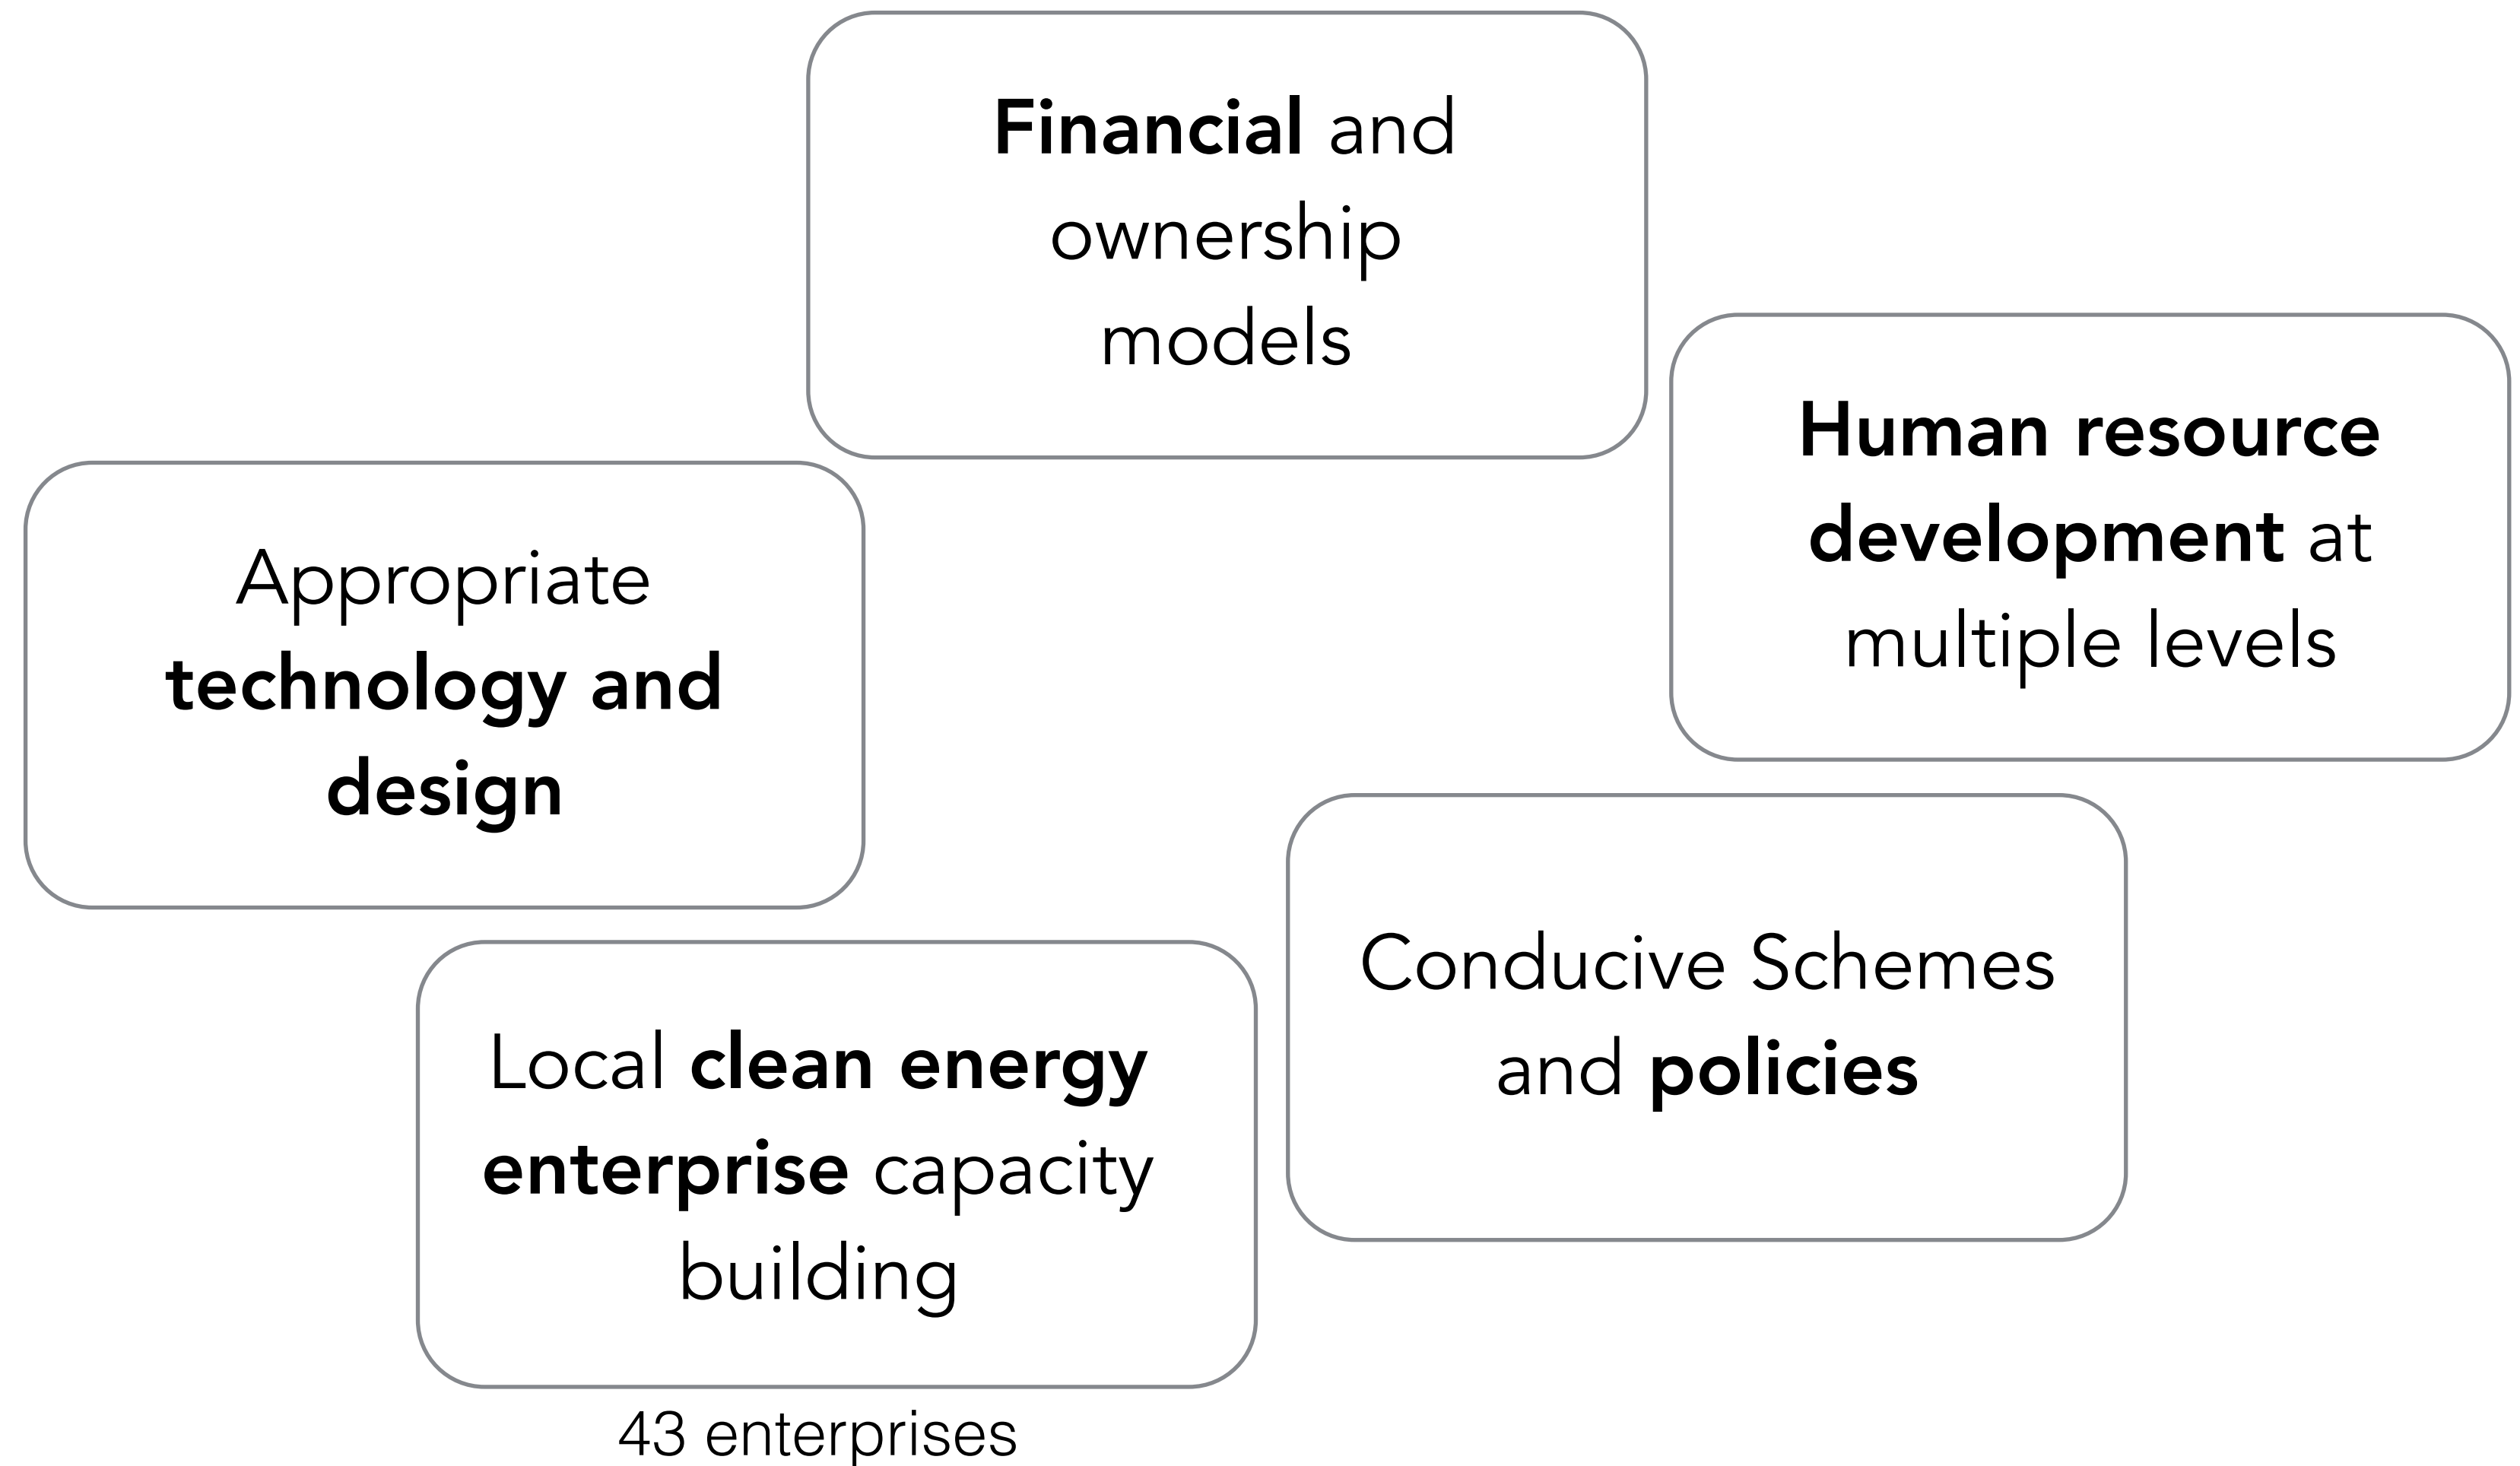 Financial and
ownership
models
Human resource
development at
multiple levels
Appropriate
technology and
design
Conducive Schemes
and policies
Local clean energy
enterprise capacity
building
43 enterprises